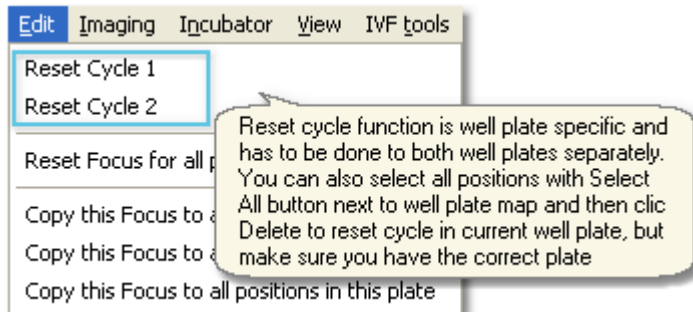 Edit Imaging Incubator View IVF tools
Reset Cycle 1
Reset Cycle 2
Reset cycle function is well plate specific and
has to be done to both well plates separately.
You can also select all positions with Select
All button next to well plate map and then clic
Delete to reset cycle in current well plate, but
make sure you have the correct plate
Reset Focus for all
Copy this Focus to
Copy this Focus to
Copy this Focus to all positions in this plate